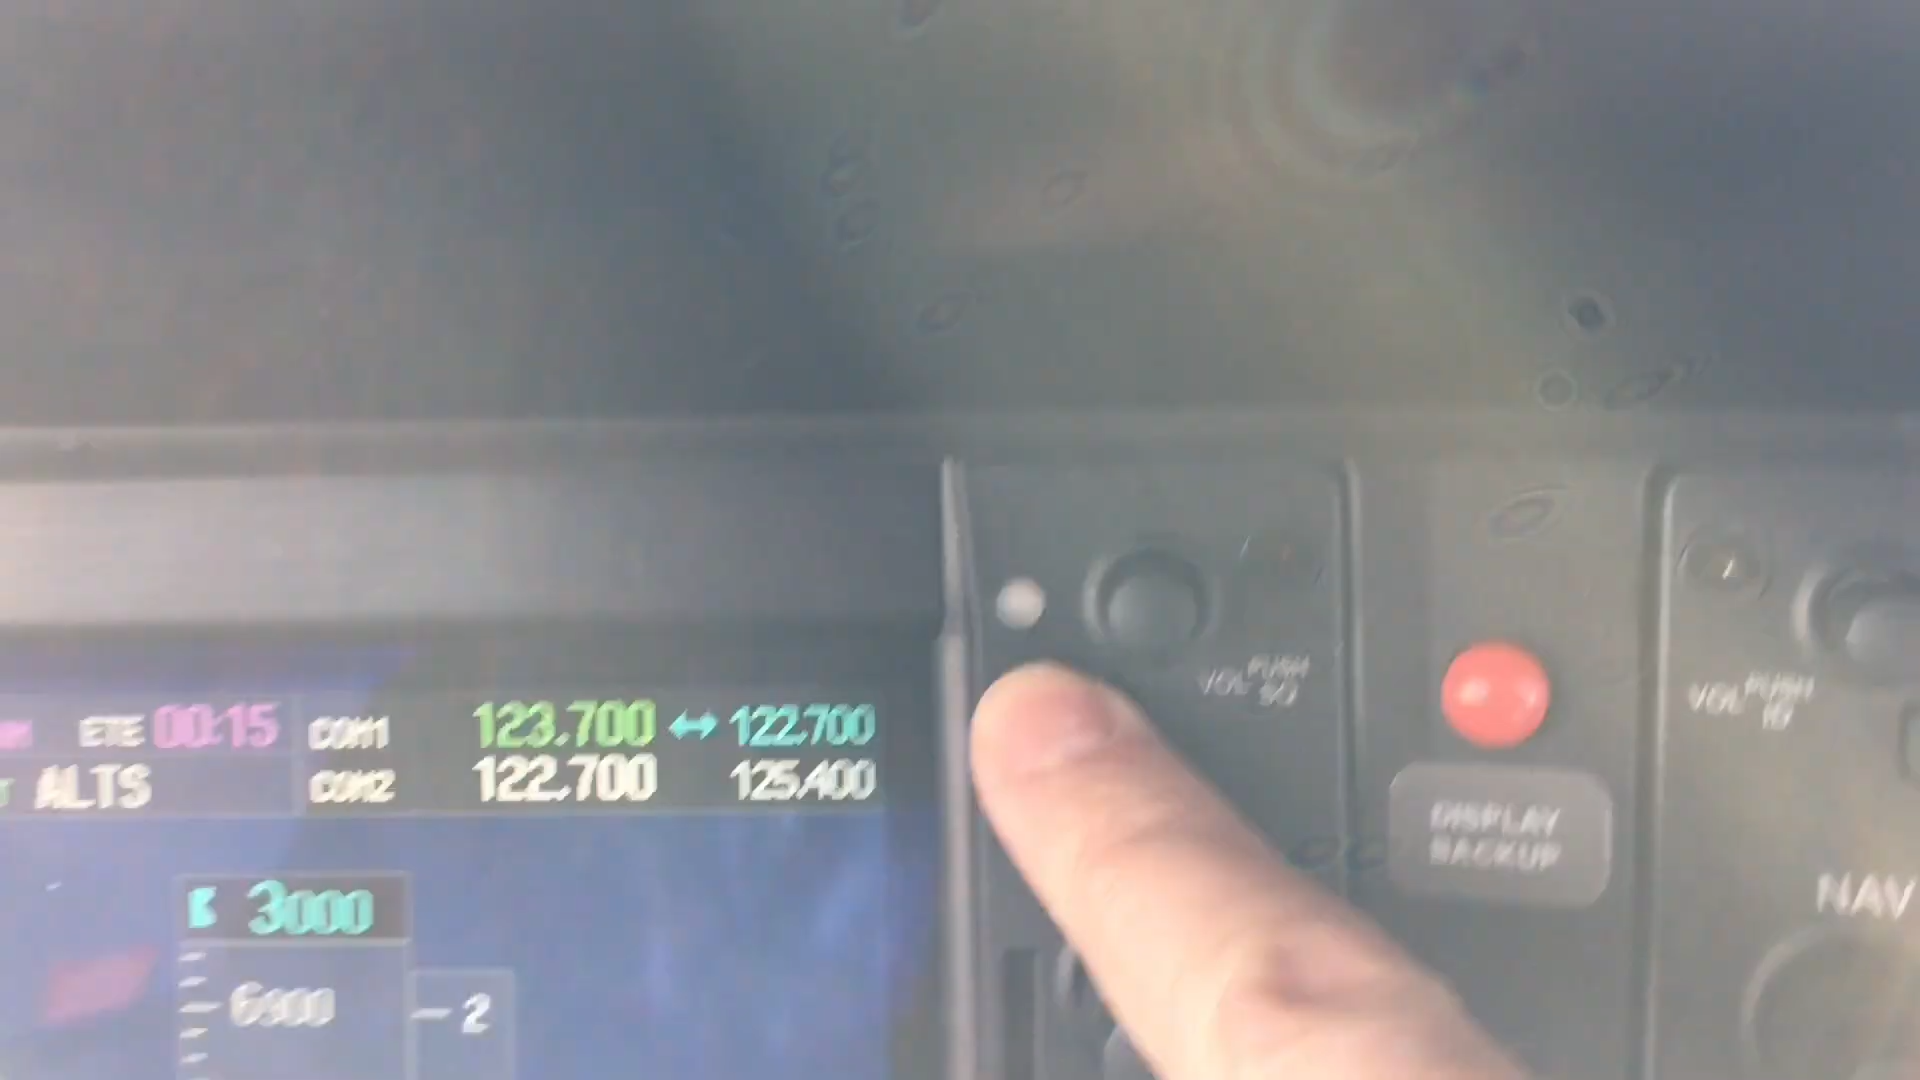 ETE 00:15
COM1 123.700 ↔ 122.700
ALTS
COM2 122.700 125.400
3000
6900
2
VOL PUSH SQ
DISPLAY
BACKUP
VOL PUSH ID
NAV